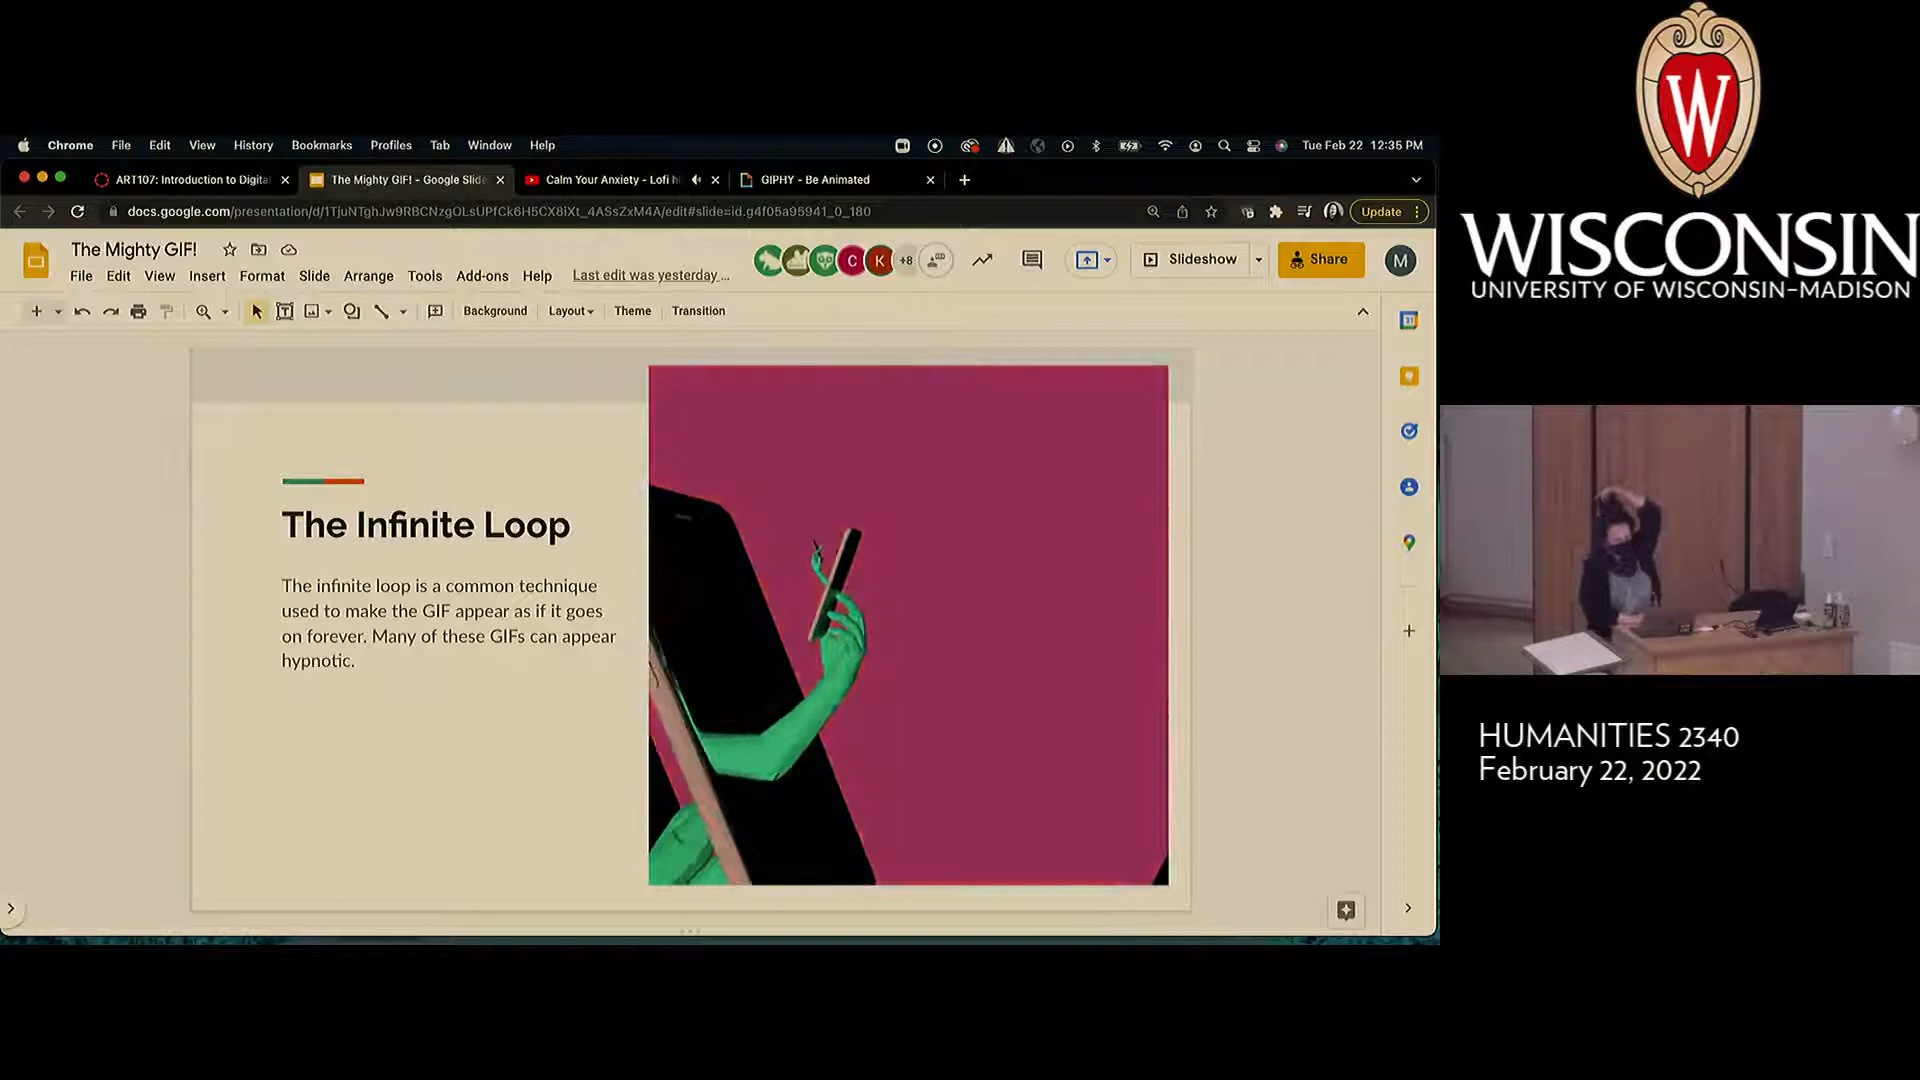 Chrome File Edit View History Bookmarks Profiles Tab Window Help Tue Feb 22 12:35 PM
ART107: Introduction to Digital The Mighty GIF! - Google Slide Calm Your Anxiety - Lofi GIPHY - Be Animated
docs.google.com/presentation/d/1TjuNTghJw9RBCNzgOLsUPfCk6H5CX8iXt_4ASsZxM4A/edit#slide=id.g4f05a95941_0_180 Update
The Mighty GIF!
File Edit View Insert Format Slide Arrange Tools Add-ons Help Last edit was yesterday ...
C K +8 Slideshow Share M
Background Layout Theme Transition
The Infinite Loop
The infinite loop is a common technique
used to make the GIF appear as if it goes
on forever. Many of these GIFs can appear
hypnotic.
W
WISCONSIN
UNIVERSITY OF WISCONSIN–MADISON
HUMANITIES 2340
February 22, 2022